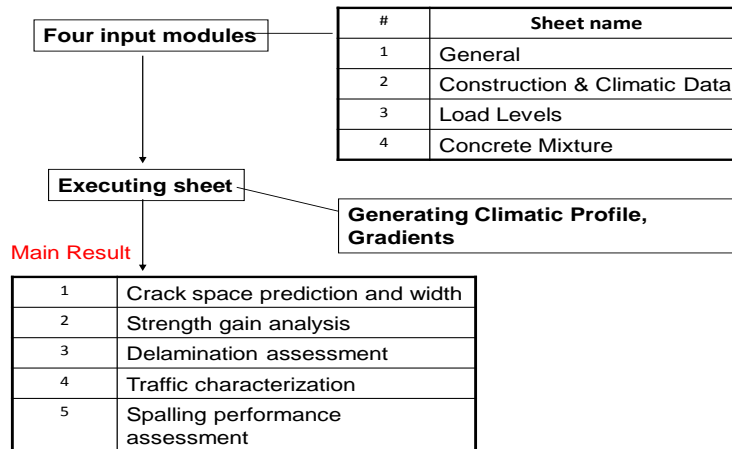 Four input modules
# Sheet name
1 General
2 Construction & Climatic Data
3 Load Levels
4 Concrete Mixture
Executing sheet
Generating Climatic Profile,
Gradients
Main Result
1 Crack space prediction and width
2 Strength gain analysis
3 Delamination assessment
4 Traffic characterization
5 Spalling performance
assessment